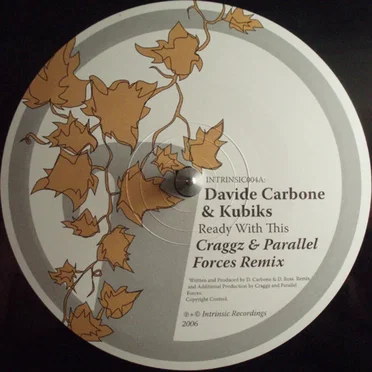 INTRINSIC004A:
Davide Carbone
& Kubiks
Ready With This
Craggz & Parallel
Forces Remix
Written and Produced by D. Carbone & D. Bose. Remix
and Additional Production by Craggz and Parallel
Forces.
Copyright Control.
℗+© Intrinsic Recordings
2006